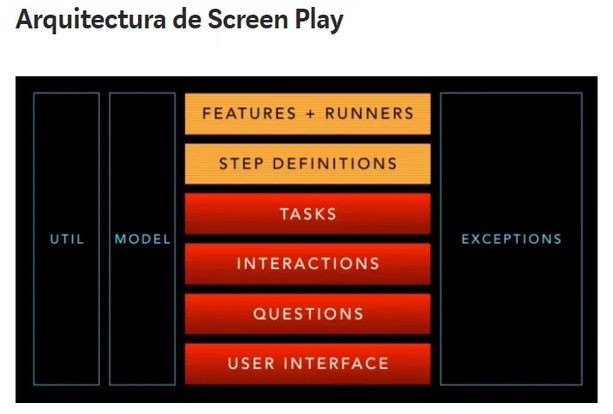 Arquitectura de Screen Play
FEATURES + RUNNERS
STEP DEFINITIONS
TASKS
UTIL
MODEL
EXCEPTIONS
INTERACTIONS
QUESTIONS
USER INTERFACE